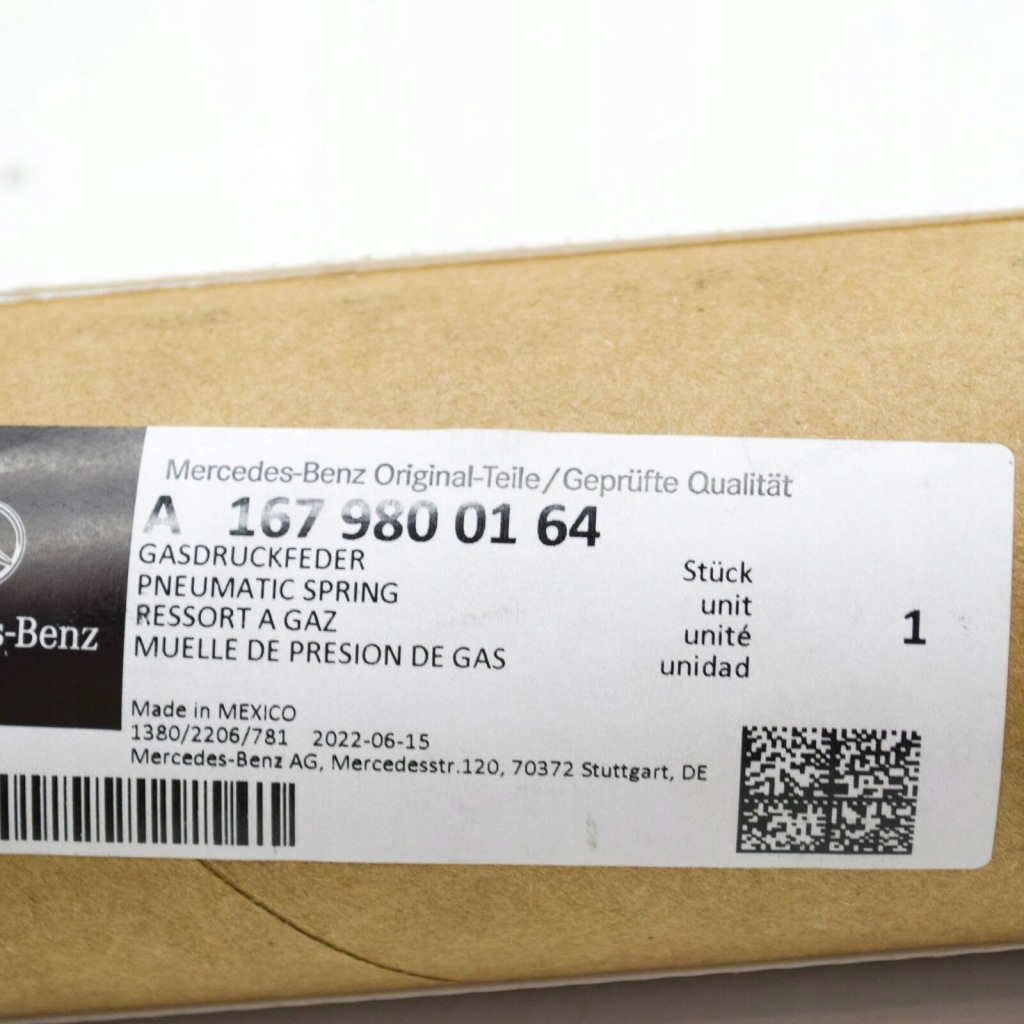 Mercedes-Benz Original-Teile/Geprüfte Qualität
A 167 980 01 64
GASDRUCKFEDER
PNEUMATIC SPRING
RESSORT A GAZ
MUELLE DE PRESION DE GAS
Stück
unit
unité
unidad
1
s-Benz
Made in MEXICO
1380/2206/781 2022-06-15
Mercedes-Benz AG, Mercedesstr.120, 70372 Stuttgart, DE